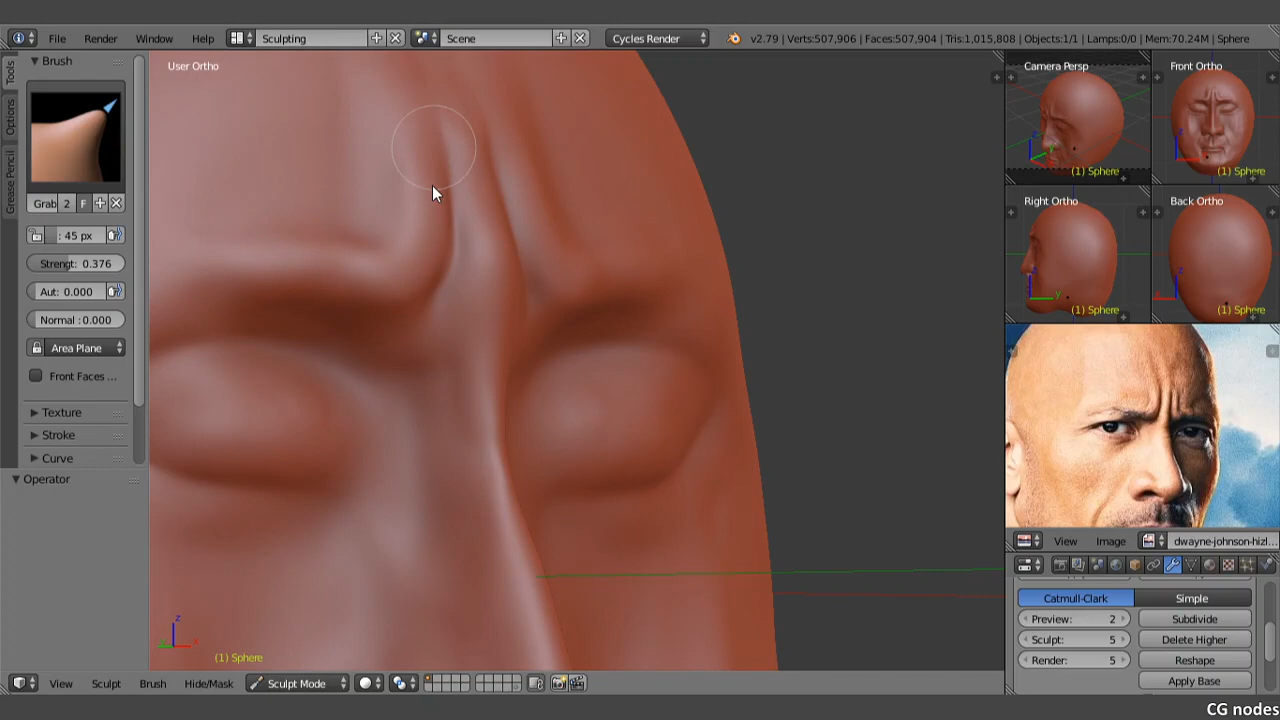 File Render Window Help Sculpting Scene Cycles Render v2.79 | Verts:507,906 | Faces:507,904 | Tris:1,015,808 | Objects:1/1 | Lamps:0/0 | Mem:70.24M | Sphere
Tools
Options
Grease Pencil
Brush
Grab 2 F
: 45 px
Strengt: 0.376
Aut: 0.000
Normal : 0.000
Area Plane
Front Faces ...
Texture
Stroke
Curve
Operator
User Ortho
z
x
(1) Sphere
Camera Persp
(1) Sphere
Front Ortho
(1) Sphere
Right Ortho
(1) Sphere
Back Ortho
(1) Sphere
View Image dwayne-johnson-hizl...
Catmull-Clark Simple
Preview: 2 Subdivide
Sculpt: 5 Delete Higher
Render: 5 Reshape
Apply Base
View Sculpt Brush Hide/Mask Sculpt Mode
CG nodes